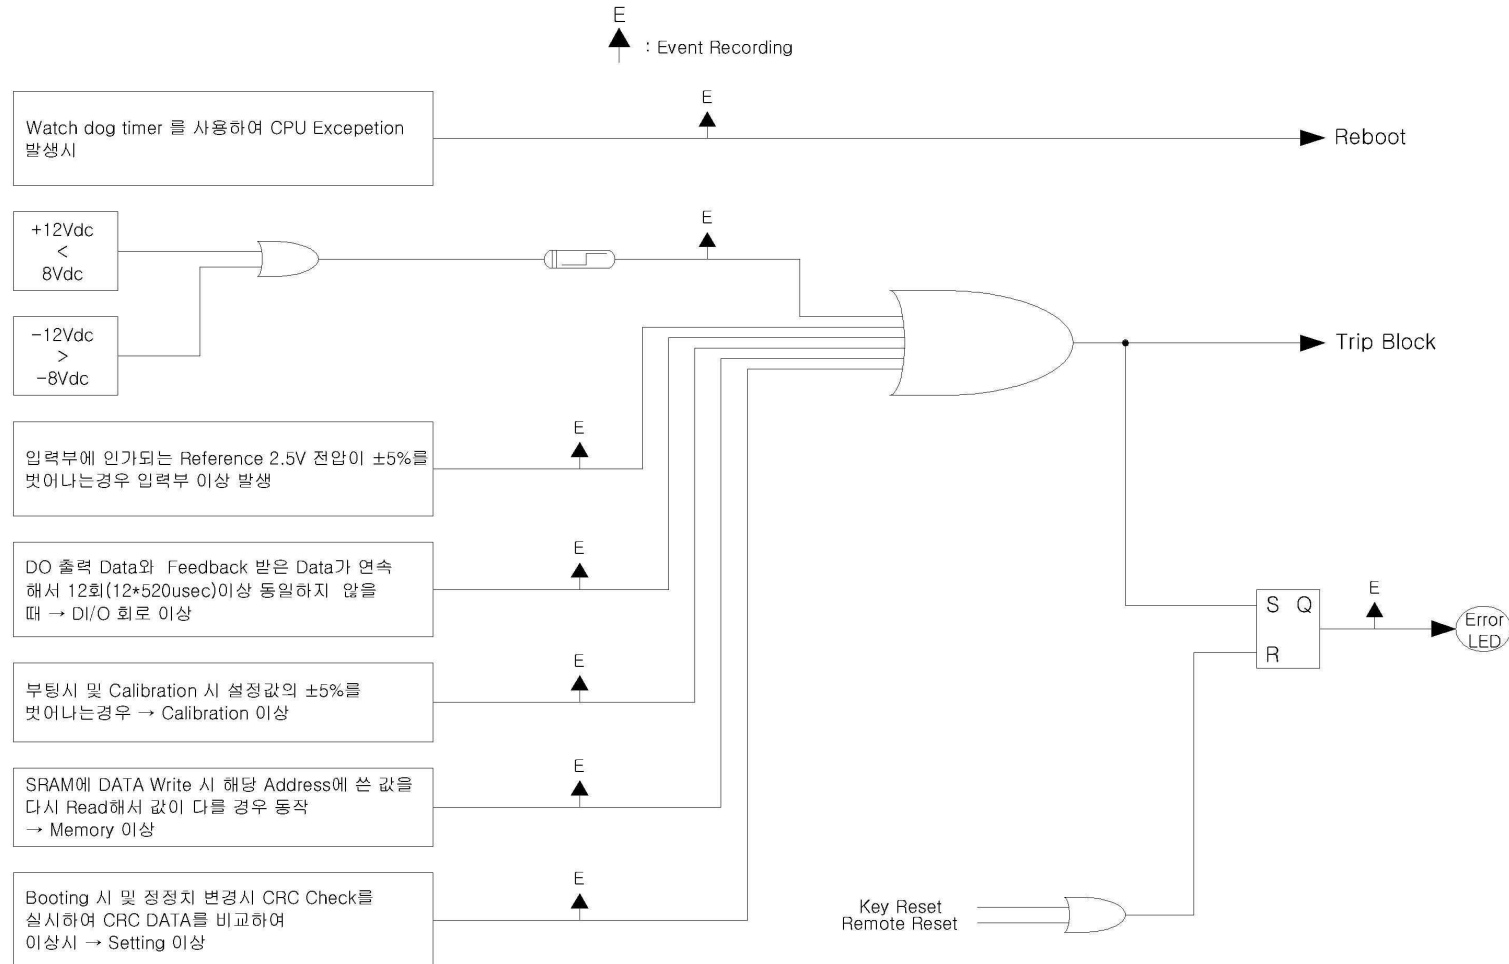 E
: Event Recording
Watch dog timer 를 사용하여 CPU Excepetion
발생시
E
Reboot
+12Vdc
<
8Vdc
E
-12Vdc
>
-8Vdc
Trip Block
입력부에 인가되는 Reference 2.5V 전압이 ±5%를
벗어나는경우 입력부 이상 발생
E
DO 출력 Data와 Feedback 받은 Data가 연속
해서 12회(12*520usec)이상 동일하지 않을
때 → DI/O 회로 이상
E
S Q
R
E
Error
LED
부팅시 및 Calibration 시 설정값의 ±5%를
벗어나는경우 → Calibration 이상
E
SRAM에 DATA Write 시 해당 Address에 쓴 값을
다시 Read해서 값이 다를 경우 동작
→ Memory 이상
E
Booting 시 및 정정치 변경시 CRC Check를
실시하여 CRC DATA를 비교하여
이상시 → Setting 이상
E
Key Reset
Remote Reset